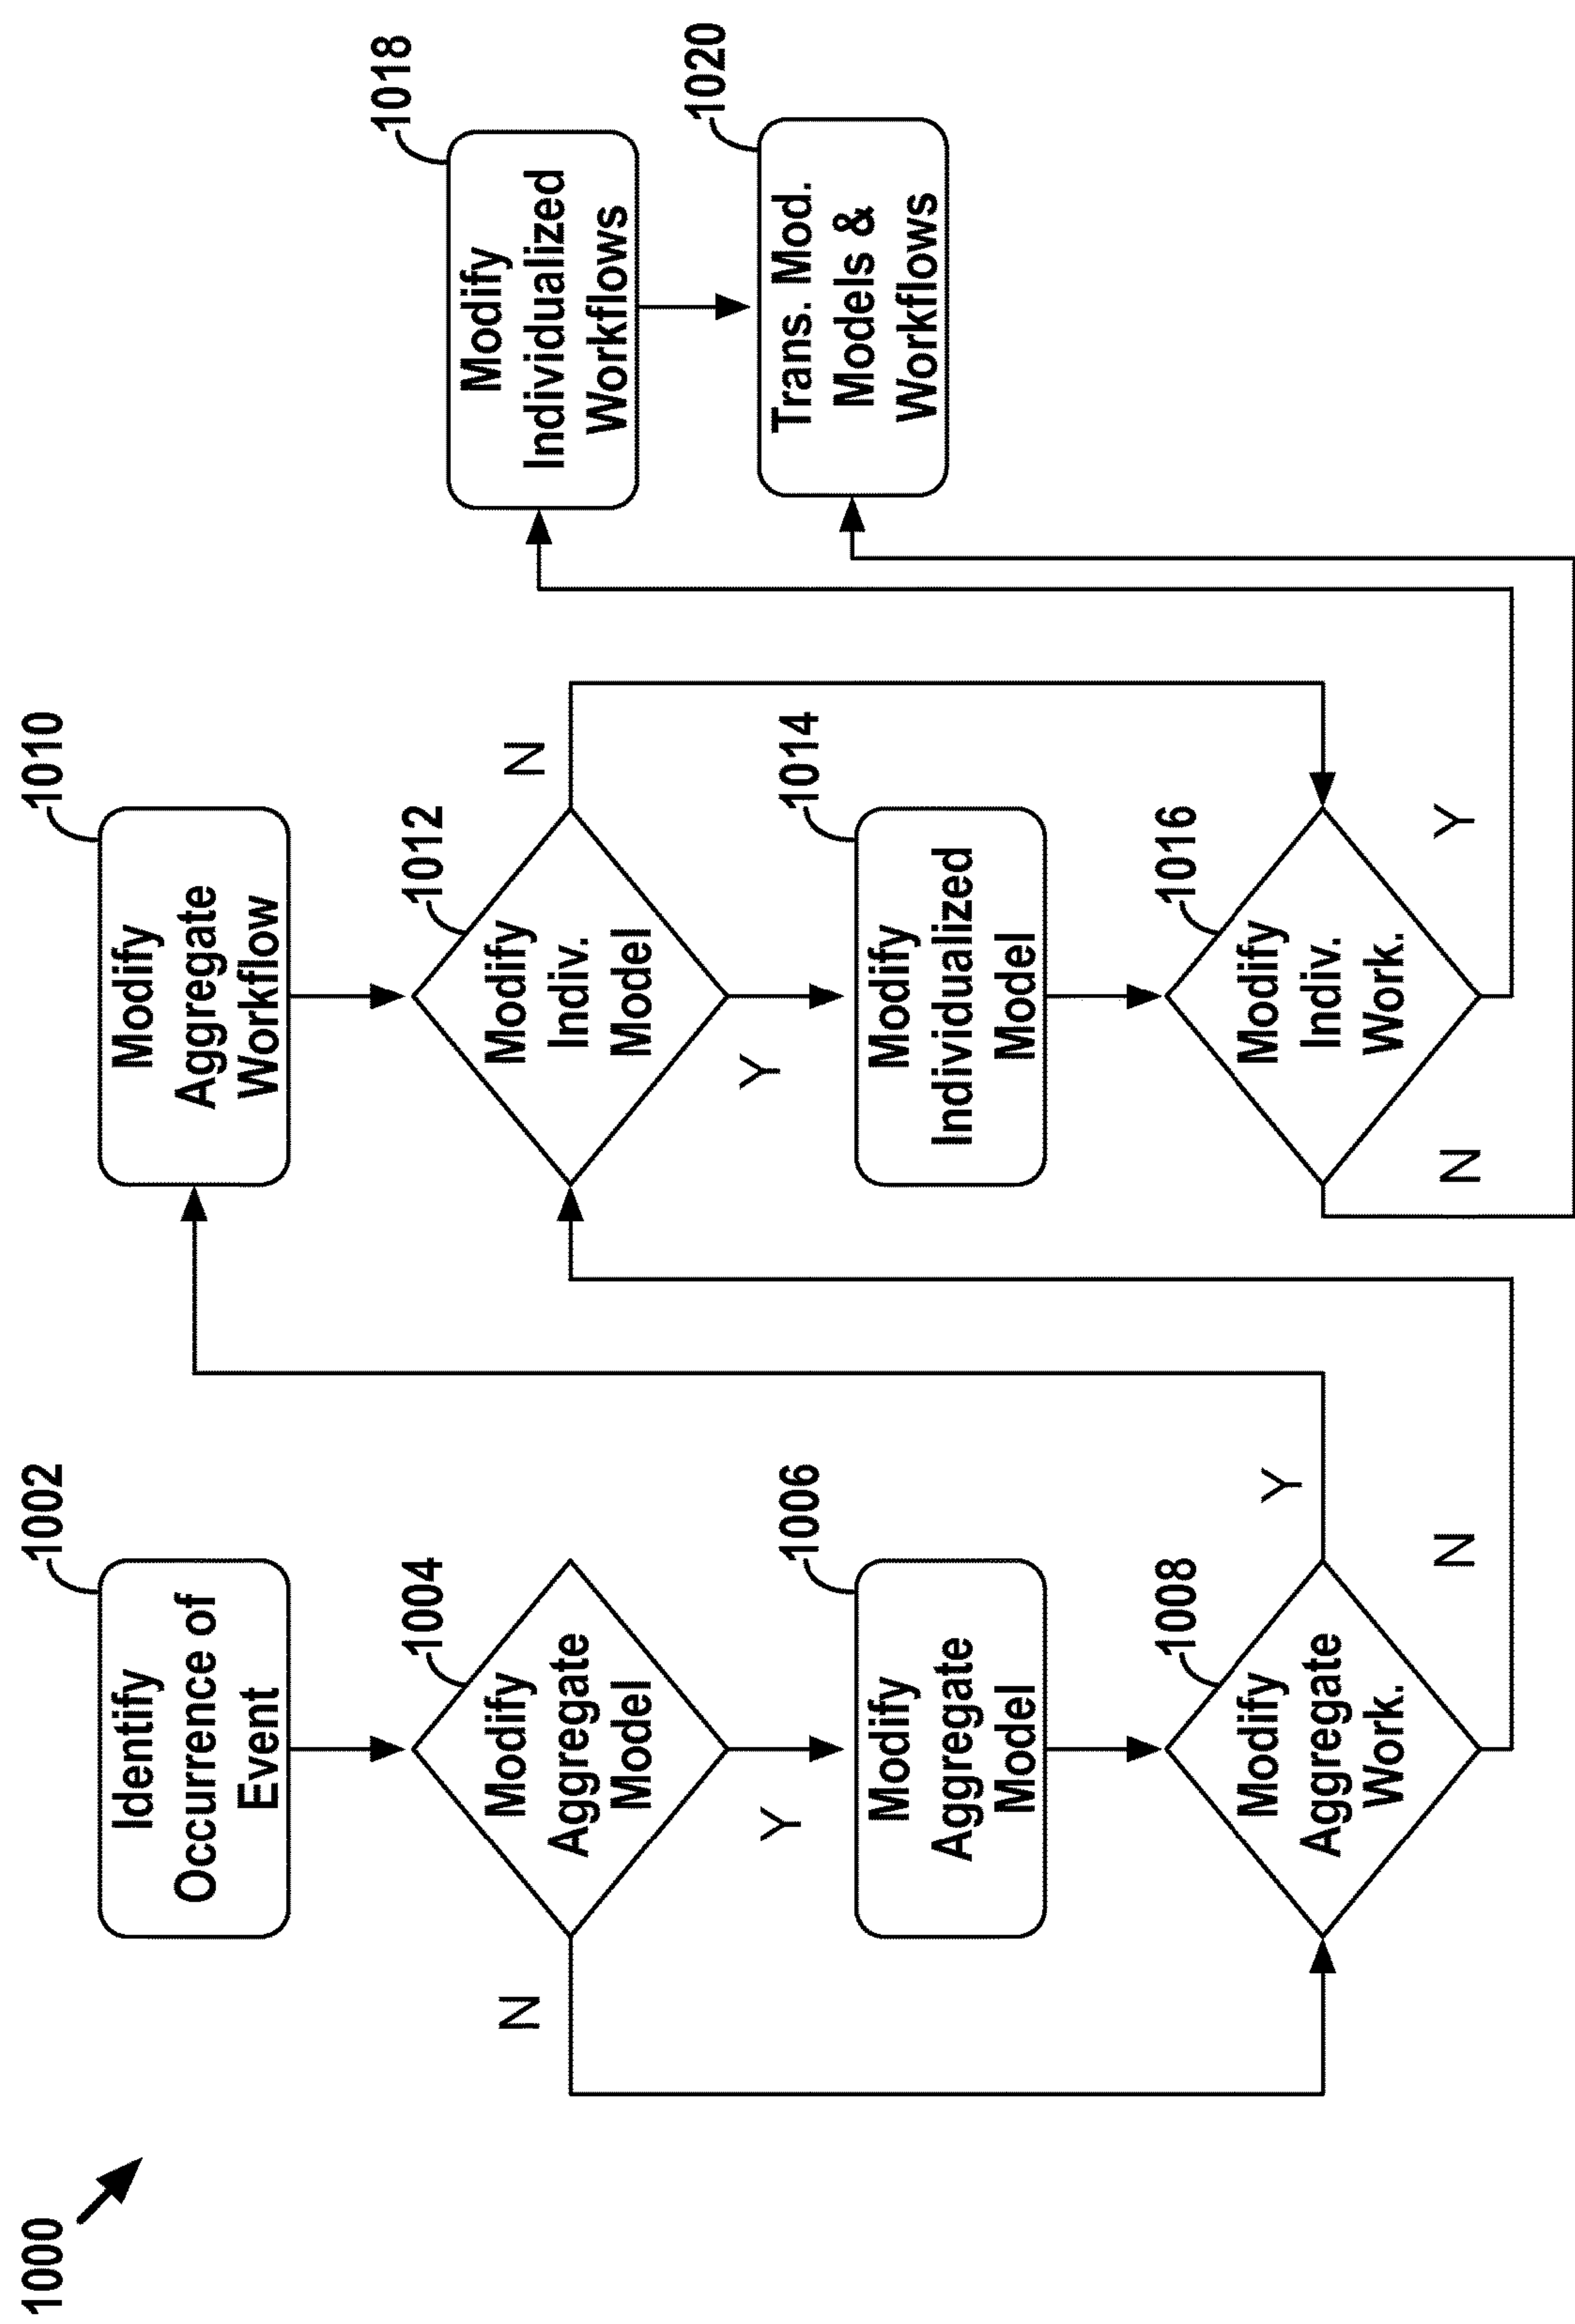 1000
1002
Identify
Occurrence of
Event
1004
Modify
Aggregate
Model
N
Y
1006
Modify
Aggregate
Model
1008
Modify
Aggregate
Work.
Y
N
1010
Modify
Aggregate
Workflow
1012
Modify
Indiv.
Model
N
Y
1014
Modify
Individualized
Model
1016
Modify
Indiv.
Work.
N
Y
1018
Modify
Individualized
Workflows
1020
Trans. Mod.
Models &
Workflows